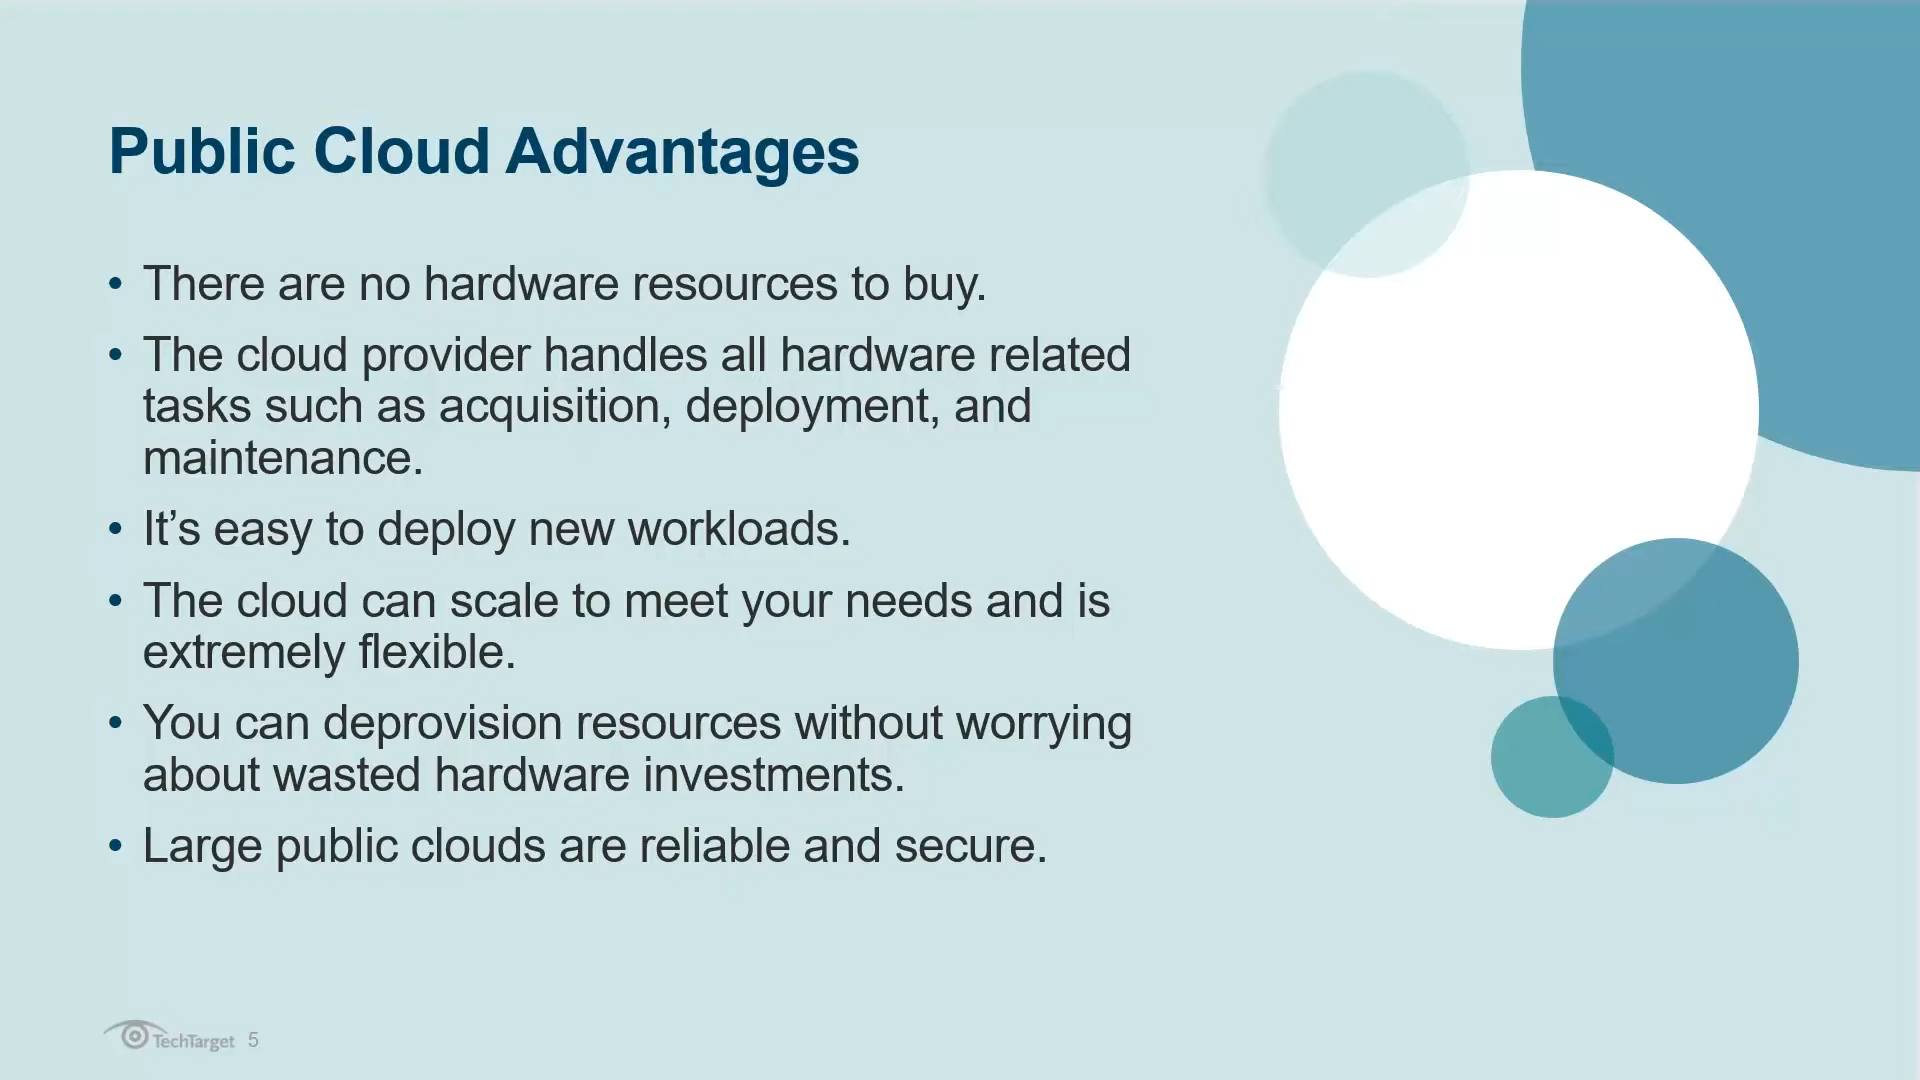 Public Cloud Advantages
• There are no hardware resources to buy.
• The cloud provider handles all hardware related
tasks such as acquisition, deployment, and
maintenance.
• It’s easy to deploy new workloads.
• The cloud can scale to meet your needs and is
extremely flexible.
• You can deprovision resources without worrying
about wasted hardware investments.
• Large public clouds are reliable and secure.
TechTarget 5